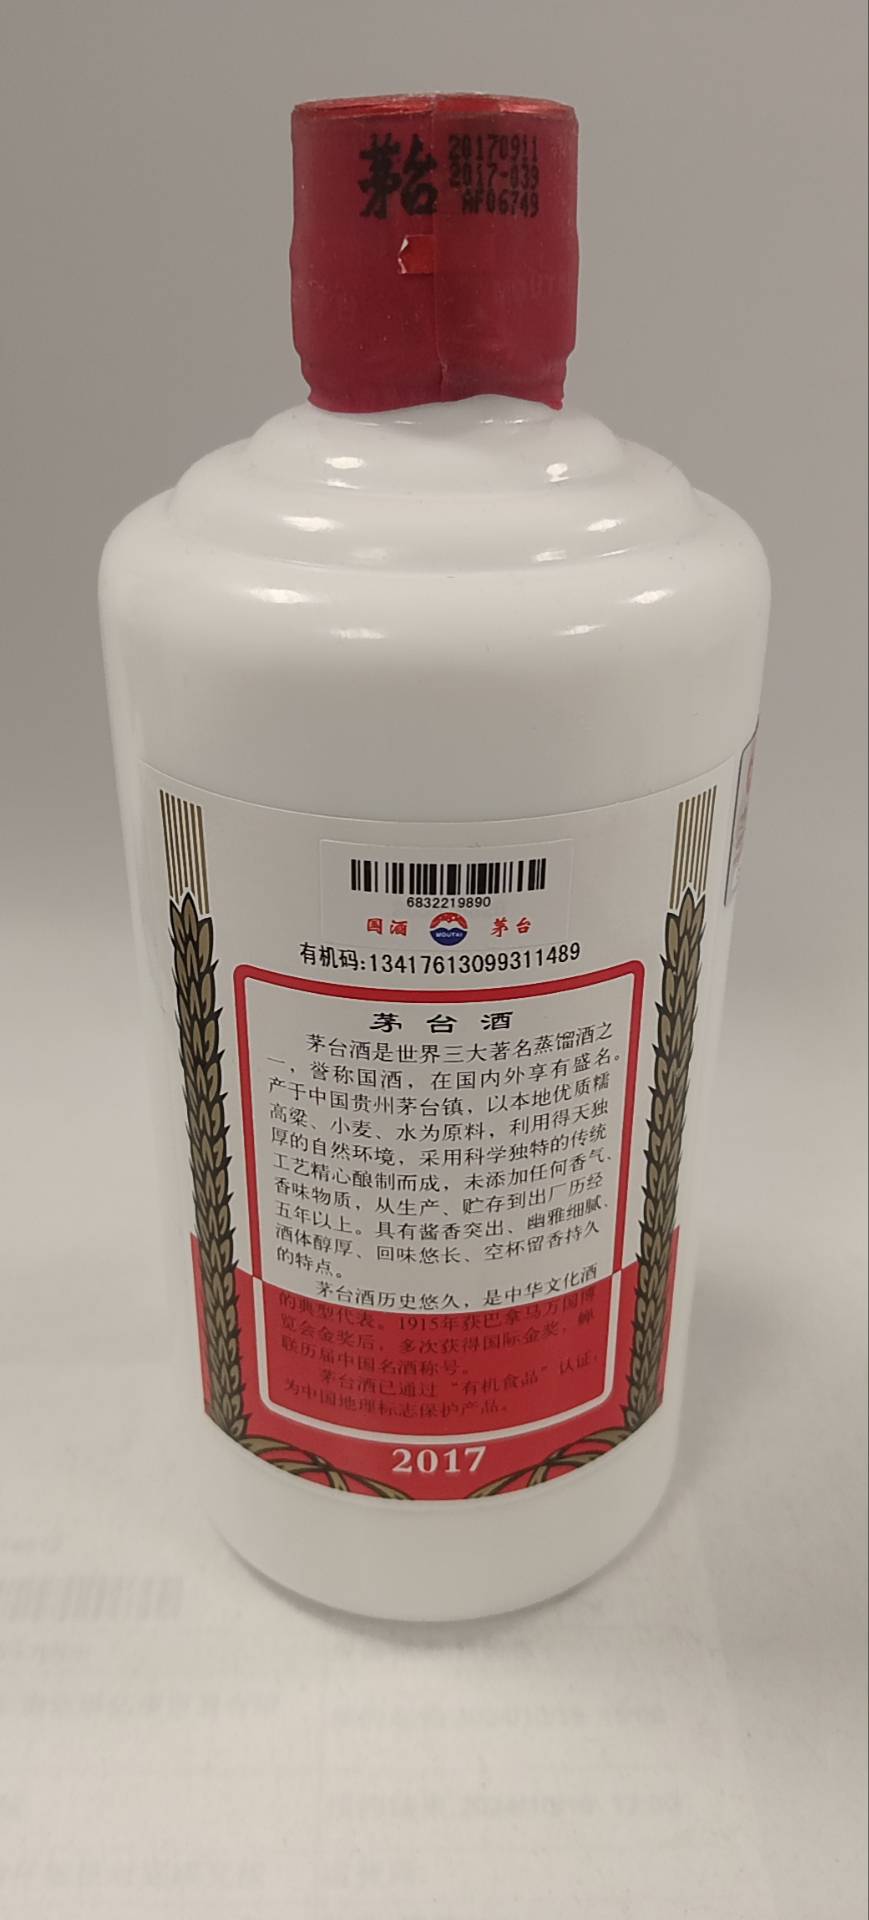 茅台
20170911
2017-039
AF06749
6832219890
国酒 MOUTAI 茅台
有机码:13417613099311489
茅台酒
茅台酒是世界三大著名蒸馏酒之
一，誉称国酒，在国内外享有盛名。
产于中国贵州茅台镇，以本地优质糯
高粱、小麦、水为原料，利用得天独
厚的自然环境，采用科学独特的传统
工艺精心酿制而成，未添加任何香气、
香味物质，从生产、贮存到出厂历经
五年以上。具有酱香突出、幽雅细腻、
酒体醇厚、回味悠长、空杯留香持久
的特点。
茅台酒历史悠久，是中华文化酒
的典型代表。1915年获巴拿马万国博
览会金奖后，多次获得国际金奖，蝉
联历届中国名酒称号。
茅台酒已通过“有机食品”认证，
为中国地理标志保护产品。
2017